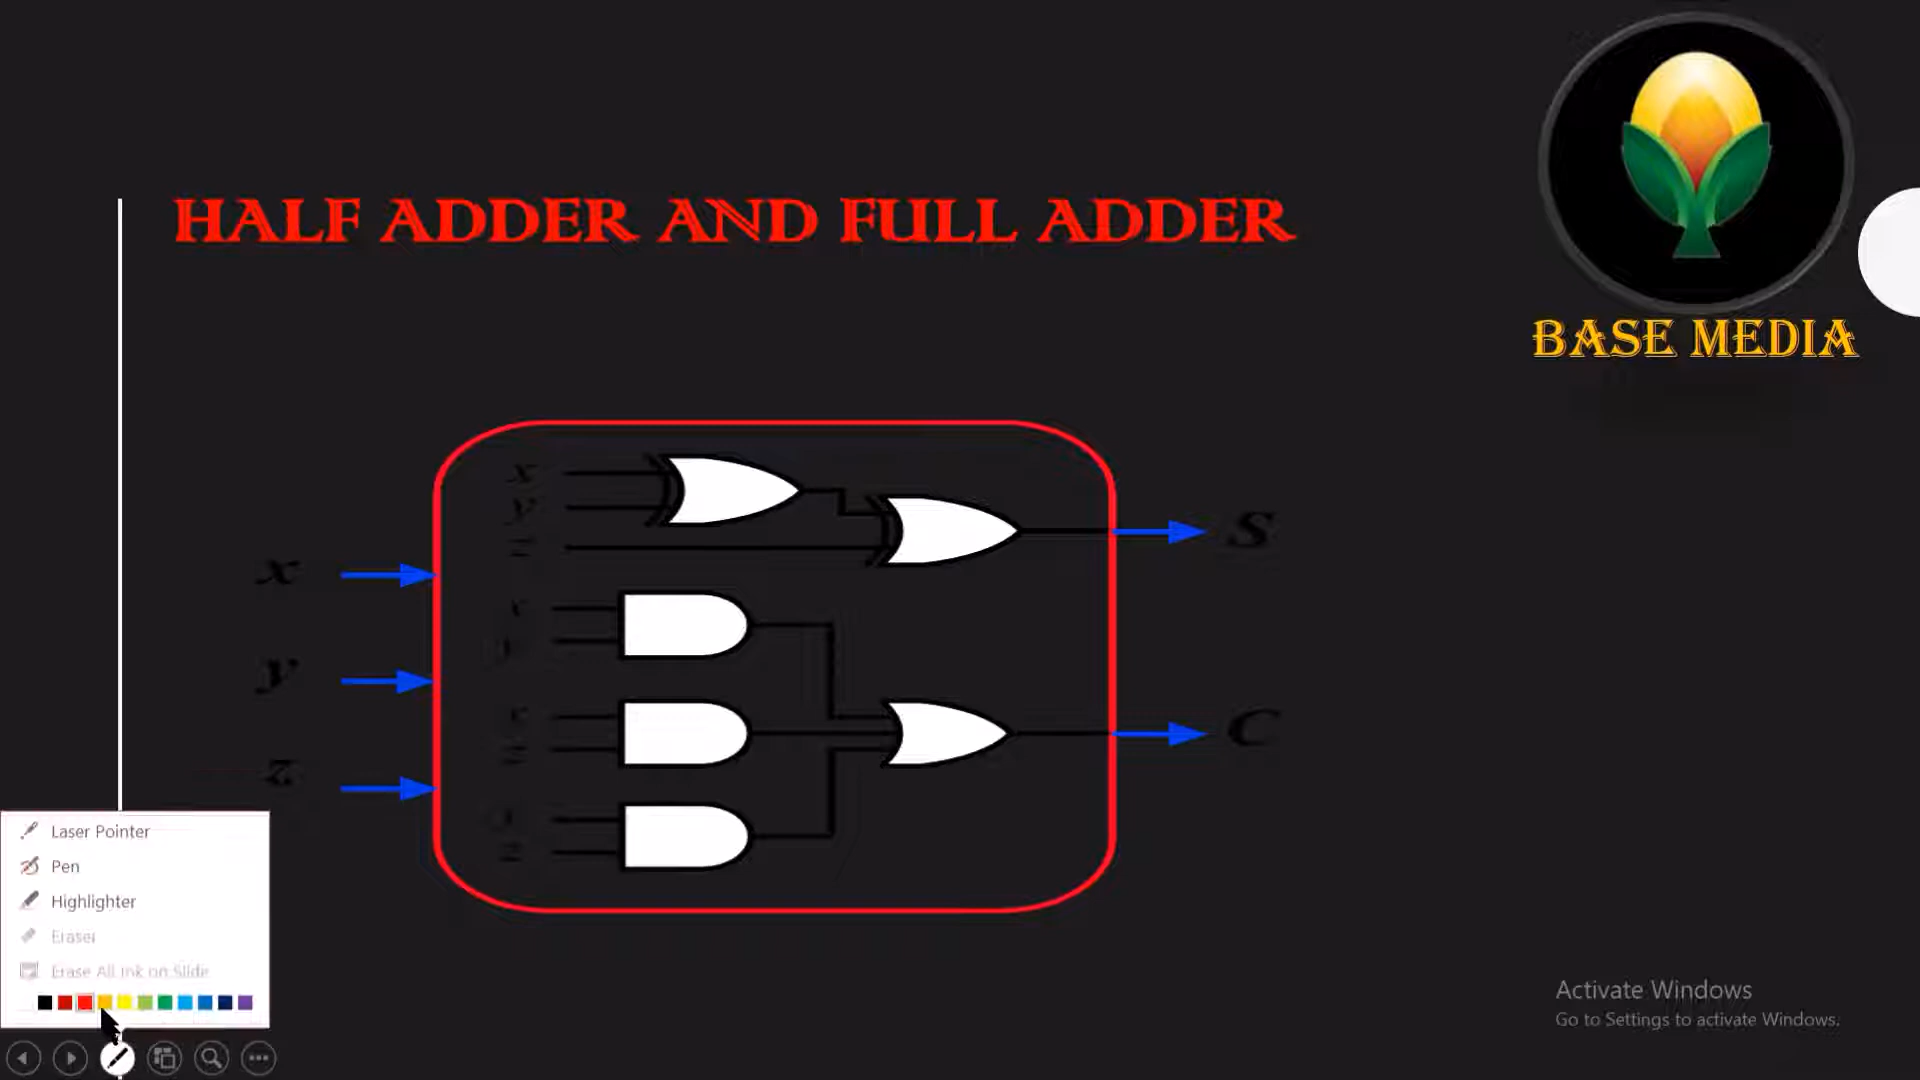 HALF ADDER AND FULL ADDER
BASE MEDIA
x
y
z
x
y
z
x
z
z
S
C
Laser Pointer
Pen
Highlighter
Eraser
Erase All Ink on Slide
Activate Windows
Go to Settings to activate Windows.